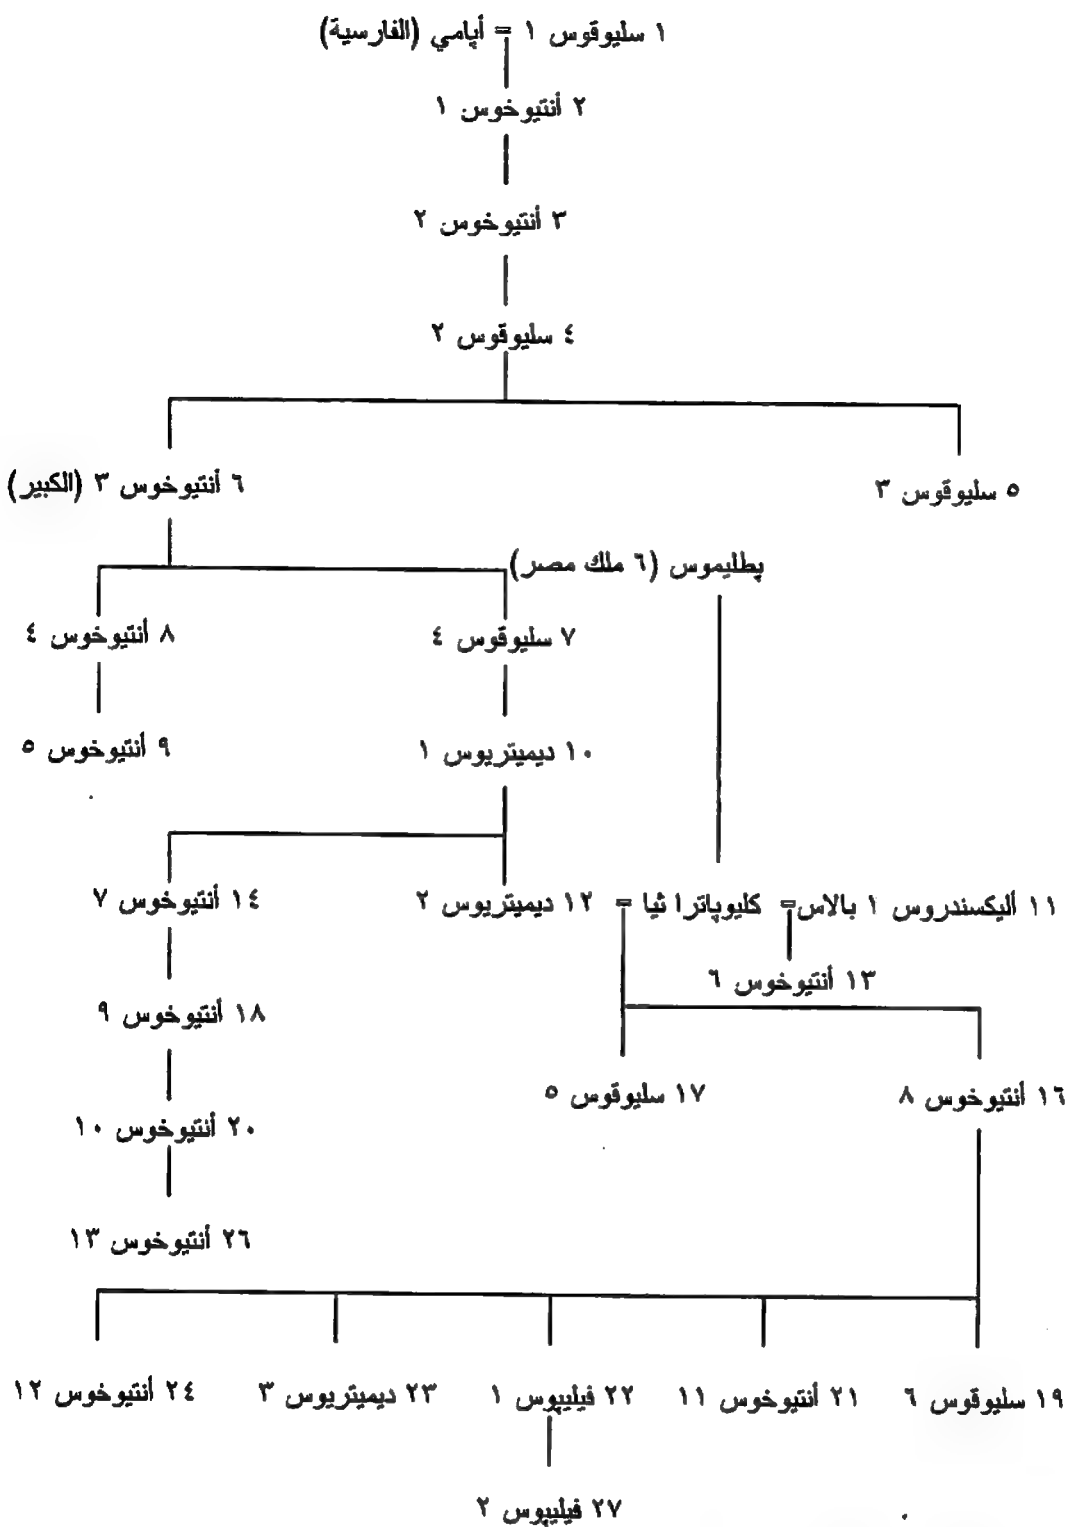 ١ سليوقوس ١ = أپامي (الفارسية)
٢ أنتيوخوس ١
٣ أنتيوخوس ٢
٤ سليوقوس ٢
٥ سليوقوس ٣
٦ أنتيوخوس ٣ (الكبير)
پطليموس (٦ ملك مصر)
٧ سليوقوس ٤
٨ أنتيوخوس ٤
١٠ ديميتريوس ١
٩ أنتيوخوس ٥
١١ أليكسندروس ١ بالاس = كليوپاترا ثيا = ١٢ ديميتريوس ٢
١٤ أنتيوخوس ٧
١٣ أنتيوخوس ٦
١٨ أنتيوخوس ٩
١٦ أنتيوخوس ٨
١٧ سليوقوس ٥
٢٠ أنتيوخوس ١٠
٢٦ أنتيوخوس ١٣
١٩ سليوقوس ٦
٢١ أنتيوخوس ١١
٢٢ فيليپوس ١
٢٣ ديميتريوس ٣
٢٤ أنتيوخوس ١٢
٢٧ فيليپوس ٢